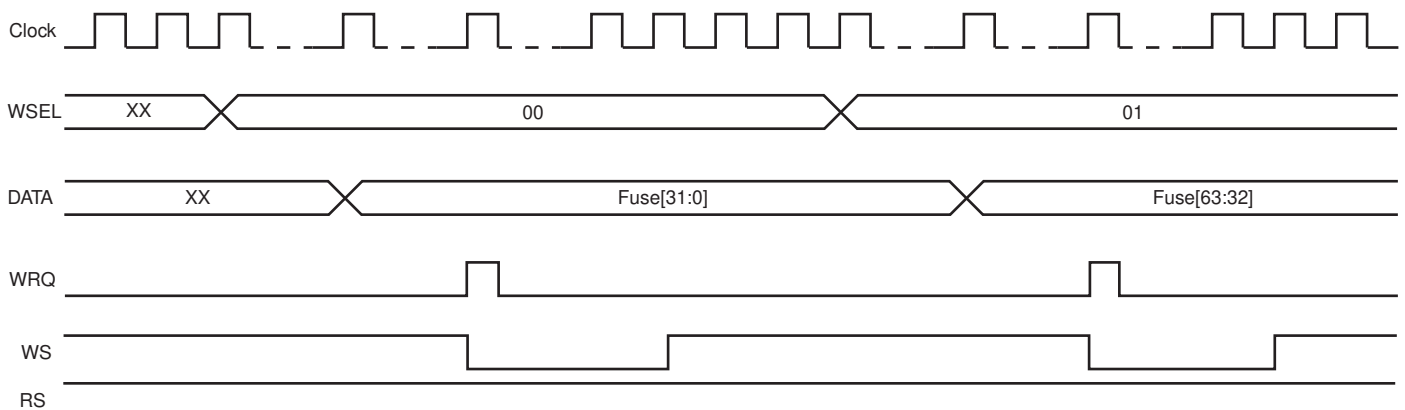 Clock
WSEL XX 00 01
DATA XX Fuse[31:0] Fuse[63:32]
WRQ
WS
RS